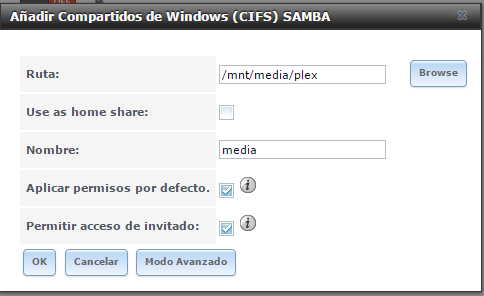 Añadir Compartidos de Windows (CIFS) SAMBA
Ruta: /mnt/media/plex Browse
Use as home share:
Nombre: media
Aplicar permisos por defecto.
Permitir acceso de invitado:
OK Cancelar Modo Avanzado